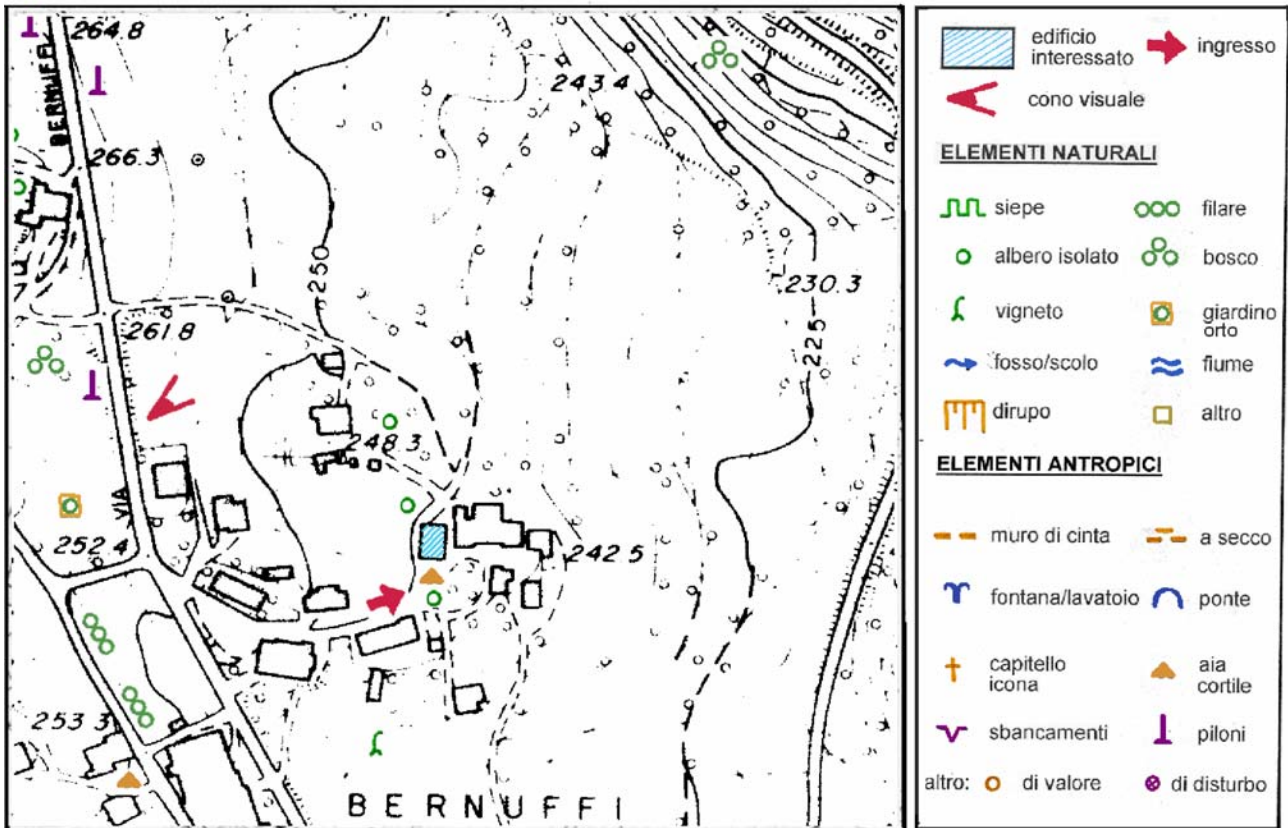 264.8
BERNUFFI
243.4
266.3
250
230.3
261.8
225
248.3
VIA
252.4
242.5
253.3
BERNUFFI
edificio
interessato
ingresso
cono visuale
ELEMENTI NATURALI
siepe
filare
albero isolato
bosco
vigneto
giardino
orto
fosso/scolo
fiume
dirupo
altro
ELEMENTI ANTROPICI
muro di cinta
a secco
fontana/lavatoio
ponte
capitello
icona
aia
cortile
sbancamenti
piloni
altro:
di valore
di disturbo